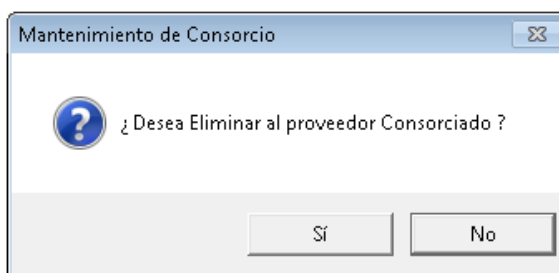 Mantenimiento de Consorcio
¿ Desea Eliminar al proveedor Consorciado ?
Sí
No